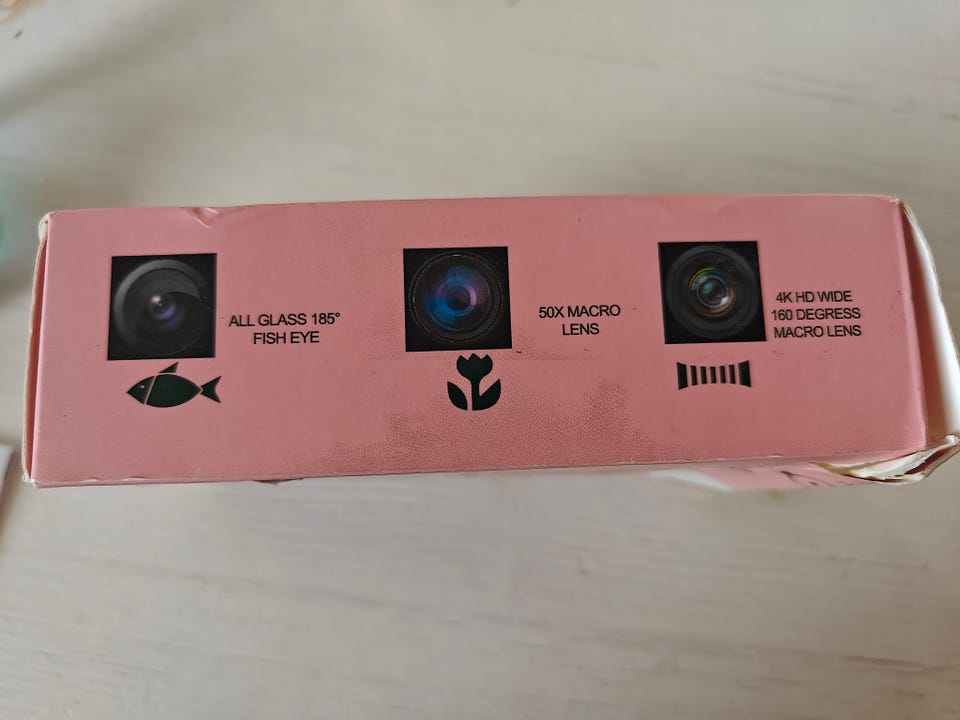 ALL GLASS 185°
FISH EYE
50X MACRO
LENS
4K HD WIDE
160 DEGRESS
MACRO LENS